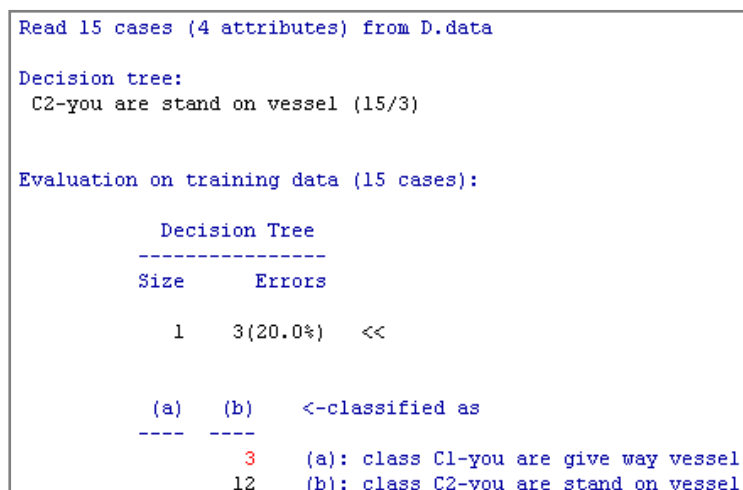 Read 15 cases (4 attributes) from D.data
Decision tree:
C2-you are stand on vessel (15/3)
Evaluation on training data (15 cases):
Decision Tree
----------------
Size Errors
1 3(20.0%) <<
(a) (b) <-classified as
---- ----
3 (a): class C1-you are give way vessel
12 (b): class C2-you are stand on vessel